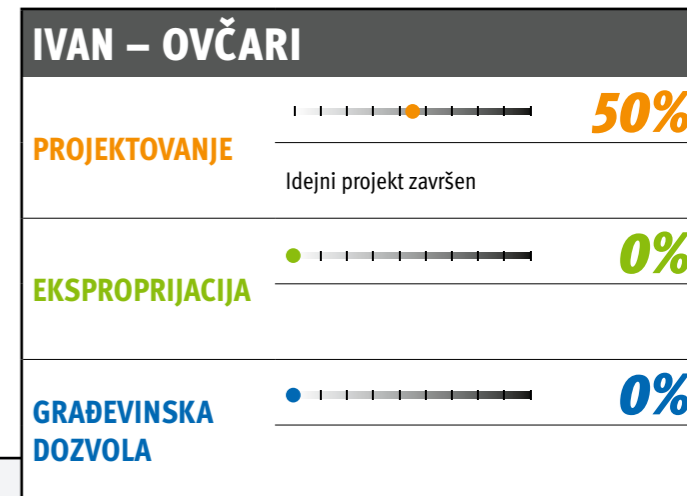 IVAN – OVČARI
PROJEKTOVANJE
50%
Idejni projekt završen
EKSPROPRIJACIJA
0%
GRAĐEVINSKA
DOZVOLA
0%